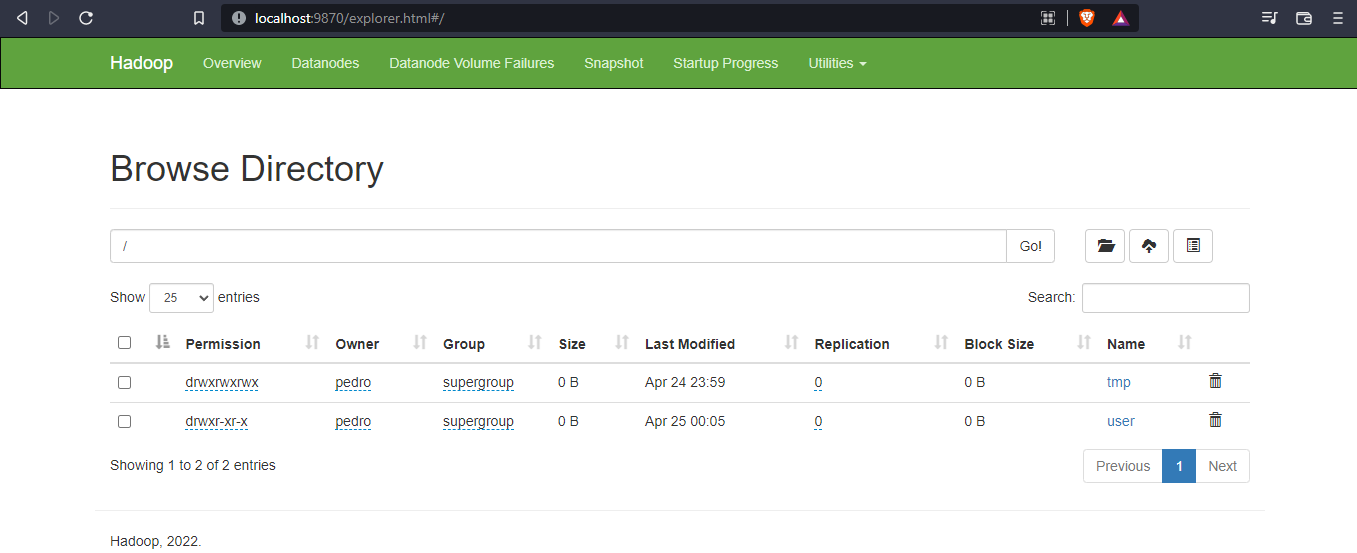 localhost:9870/explorer.html#/
Hadoop Overview Datanodes Datanode Volume Failures Snapshot Startup Progress Utilities
Browse Directory
/ Go!
Show 25 entries Search:
Permission Owner Group Size Last Modified Replication Block Size Name
drwxrwxrwx pedro supergroup 0 B Apr 24 23:59 0 0 B tmp
drwxr-xr-x pedro supergroup 0 B Apr 25 00:05 0 0 B user
Showing 1 to 2 of 2 entries Previous 1 Next
Hadoop, 2022.